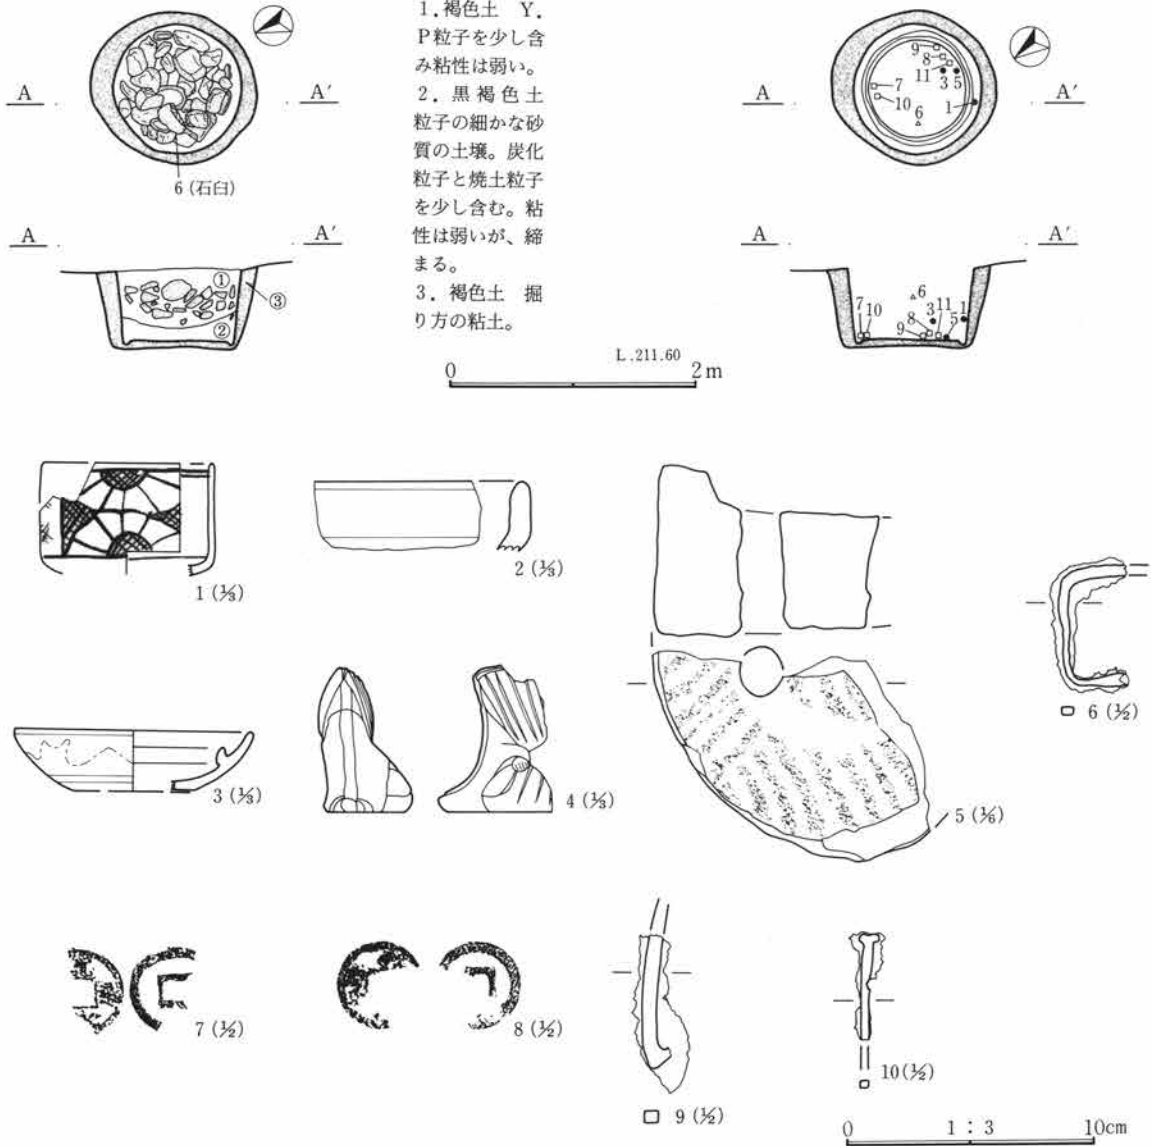 1．褐色土　Y．
P粒子を少し含
み粘性は弱い。
2．黒褐色土
粒子の細かな砂
質の土壌。炭化
粒子と焼土粒子
を少し含む。粘
性は弱いが、締
まる。
3．褐色土　掘
り方の粘土。
A A′
6 (石臼)
A A′
①
③
②
9
8
11 3 5
7
10
1
6
A A′
A A′
6
7 10
8 3 11 1
9 5
L.211.60
0 2m
1 (⅓)
2 (⅓)
3 (⅓)
4 (⅓)
5 (⅙)
6 (½)
7 (½)
8 (½)
9 (½)
10 (½)
0 1:3 10cm